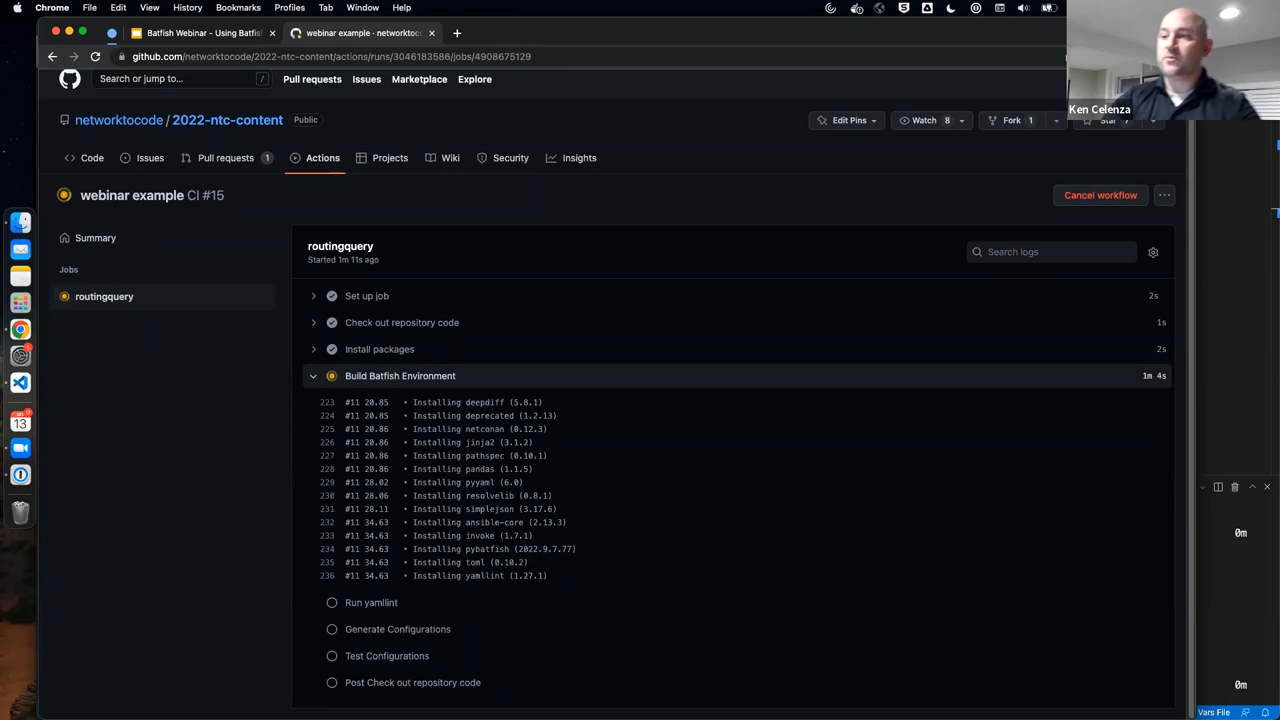 Chrome File Edit View History Bookmarks Profiles Tab Window Help
Batfish Webinar - Using Batfis
webinar example · networktoc
github.com/networktocode/2022-ntc-content/actions/runs/3046183586/jobs/4908675129
Search or jump to... / Pull requests Issues Marketplace Explore
Ken Celenza
networktocode / 2022-ntc-content Public
Edit Pins Watch 8 Fork 1 Star 7
Code Issues Pull requests 1 Actions Projects Wiki Security Insights
webinar example CI #15
Cancel workflow
Summary
Jobs
routingquery
routingquery
Started 1m 11s ago
Search logs
Set up job 2s
Check out repository code 1s
Install packages 2s
Build Batfish Environment 1m 4s
223 #11 20.85 • Installing deepdiff (5.8.1)
224 #11 20.85 • Installing deprecated (1.2.13)
225 #11 20.86 • Installing netconan (0.12.3)
226 #11 20.86 • Installing jinja2 (3.1.2)
227 #11 20.86 • Installing pathspec (0.10.1)
228 #11 20.86 • Installing pandas (1.1.5)
229 #11 28.02 • Installing pyyaml (6.0)
230 #11 28.06 • Installing resolvelib (0.8.1)
231 #11 28.11 • Installing simplejson (3.17.6)
232 #11 34.63 • Installing ansible-core (2.13.3)
233 #11 34.63 • Installing invoke (1.7.1)
234 #11 34.63 • Installing pybatfish (2022.9.7.77)
235 #11 34.63 • Installing toml (0.10.2)
236 #11 34.63 • Installing yamllint (1.27.1)
Run yamllint
Generate Configurations
Test Configurations
Post Check out repository code
SEP
13
0m
0m
Vars File